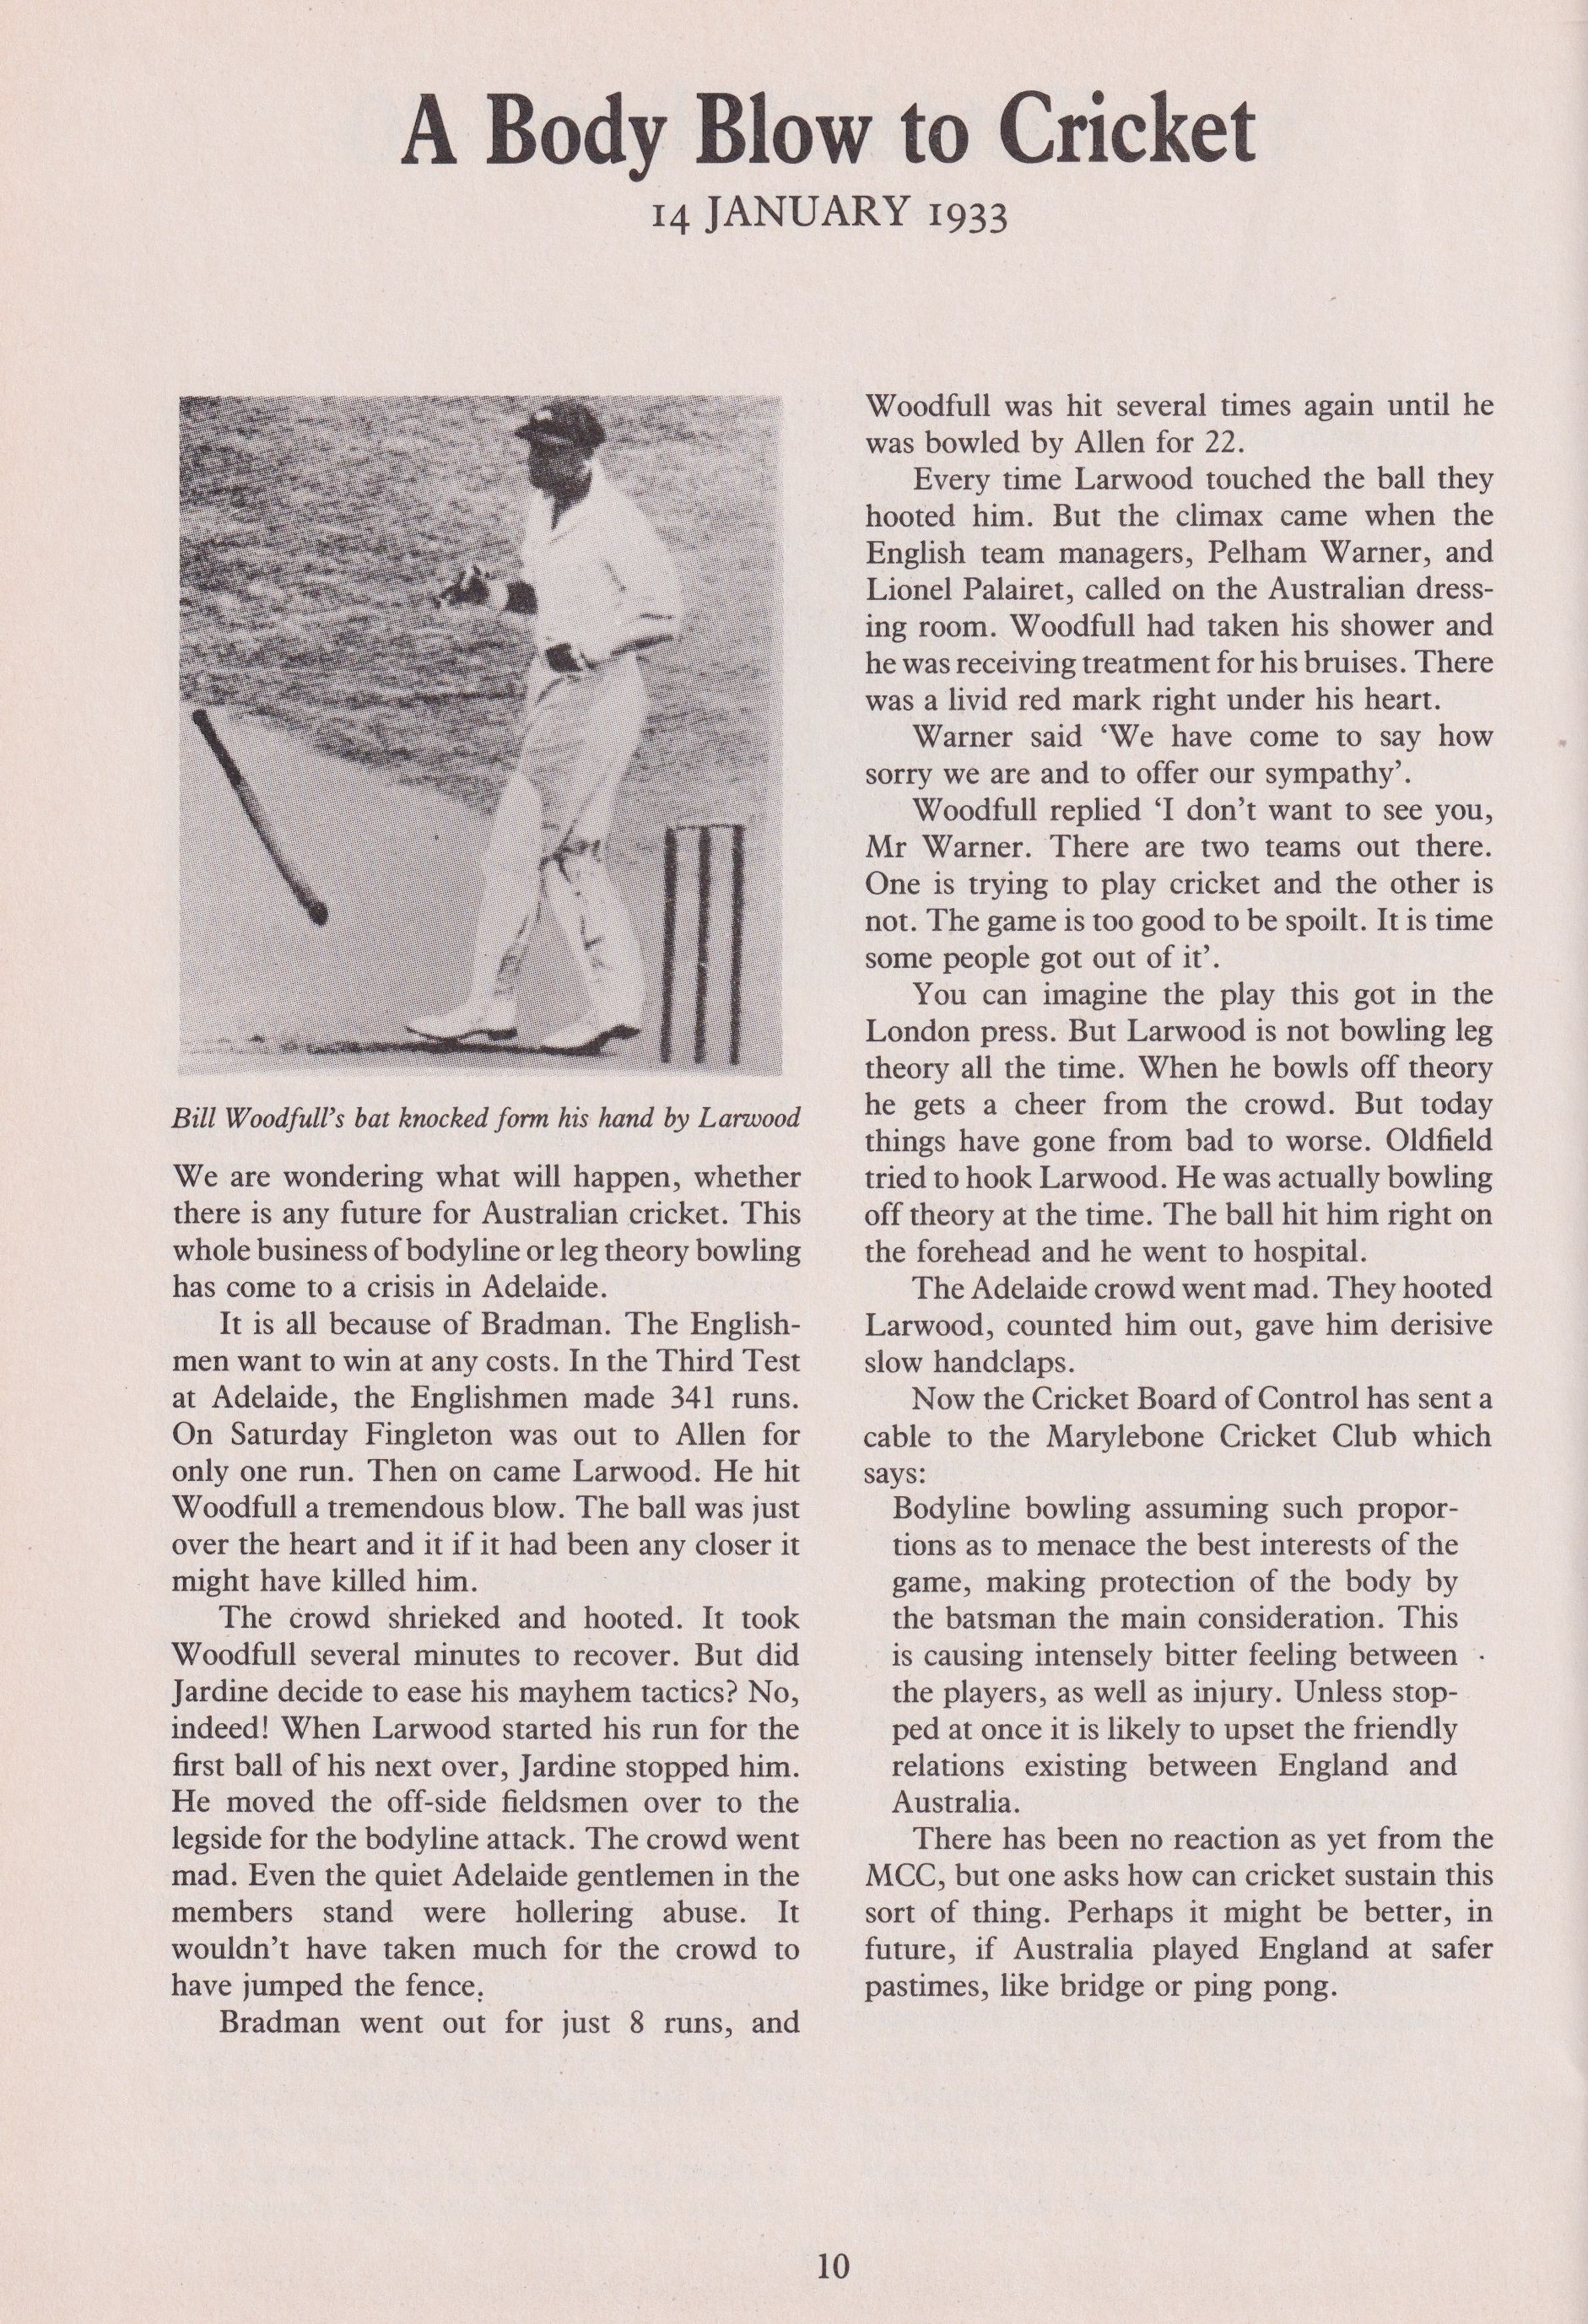 A Body Blow to Cricket
14 JANUARY 1933
Bill Woodfull's bat knocked form his hand by Larwood
We are wondering what will happen, whether
there is any future for Australian cricket. This
whole business of bodyline or leg theory bowling
has come to a crisis in Adelaide.
It is all because of Bradman. The English-
men want to win at any costs. In the Third Test
at Adelaide, the Englishmen made 341 runs.
On Saturday Fingleton was out to Allen for
only one run. Then on came Larwood. He hit
Woodfull a tremendous blow. The ball was just
over the heart and it if it had been any closer it
might have killed him.
The crowd shrieked and hooted. It took
Woodfull several minutes to recover. But did
Jardine decide to ease his mayhem tactics? No,
indeed! When Larwood started his run for the
first ball of his next over, Jardine stopped him.
He moved the off-side fieldsmen over to the
legside for the bodyline attack. The crowd went
mad. Even the quiet Adelaide gentlemen in the
members stand were hollering abuse. It
wouldn't have taken much for the crowd to
have jumped the fence.
Bradman went out for just 8 runs, and
Woodfull was hit several times again until he
was bowled by Allen for 22.
Every time Larwood touched the ball they
hooted him. But the climax came when the
English team managers, Pelham Warner, and
Lionel Palairet, called on the Australian dress-
ing room. Woodfull had taken his shower and
he was receiving treatment for his bruises. There
was a livid red mark right under his heart.
Warner said ‘We have come to say how
sorry we are and to offer our sympathy’.
Woodfull replied ‘I don't want to see you,
Mr Warner. There are two teams out there.
One is trying to play cricket and the other is
not. The game is too good to be spoilt. It is time
some people got out of it’.
You can imagine the play this got in the
London press. But Larwood is not bowling leg
theory all the time. When he bowls off theory
he gets a cheer from the crowd. But today
things have gone from bad to worse. Oldfield
tried to hook Larwood. He was actually bowling
off theory at the time. The ball hit him right on
the forehead and he went to hospital.
The Adelaide crowd went mad. They hooted
Larwood, counted him out, gave him derisive
slow handclaps.
Now the Cricket Board of Control has sent a
cable to the Marylebone Cricket Club which
says:
Bodyline bowling assuming such propor-
tions as to menace the best interests of the
game, making protection of the body by
the batsman the main consideration. This
is causing intensely bitter feeling between
the players, as well as injury. Unless stop-
ped at once it is likely to upset the friendly
relations existing between England and
Australia.
There has been no reaction as yet from the
MCC, but one asks how can cricket sustain this
sort of thing. Perhaps it might be better, in
future, if Australia played England at safer
pastimes, like bridge or ping pong.
10